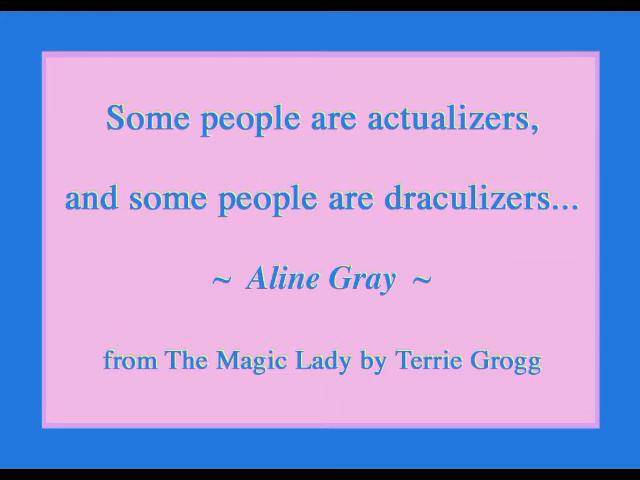 Some people are actualizers,
and some people are draculizers...
~ Aline Gray ~
from The Magic Lady by Terrie Grogg